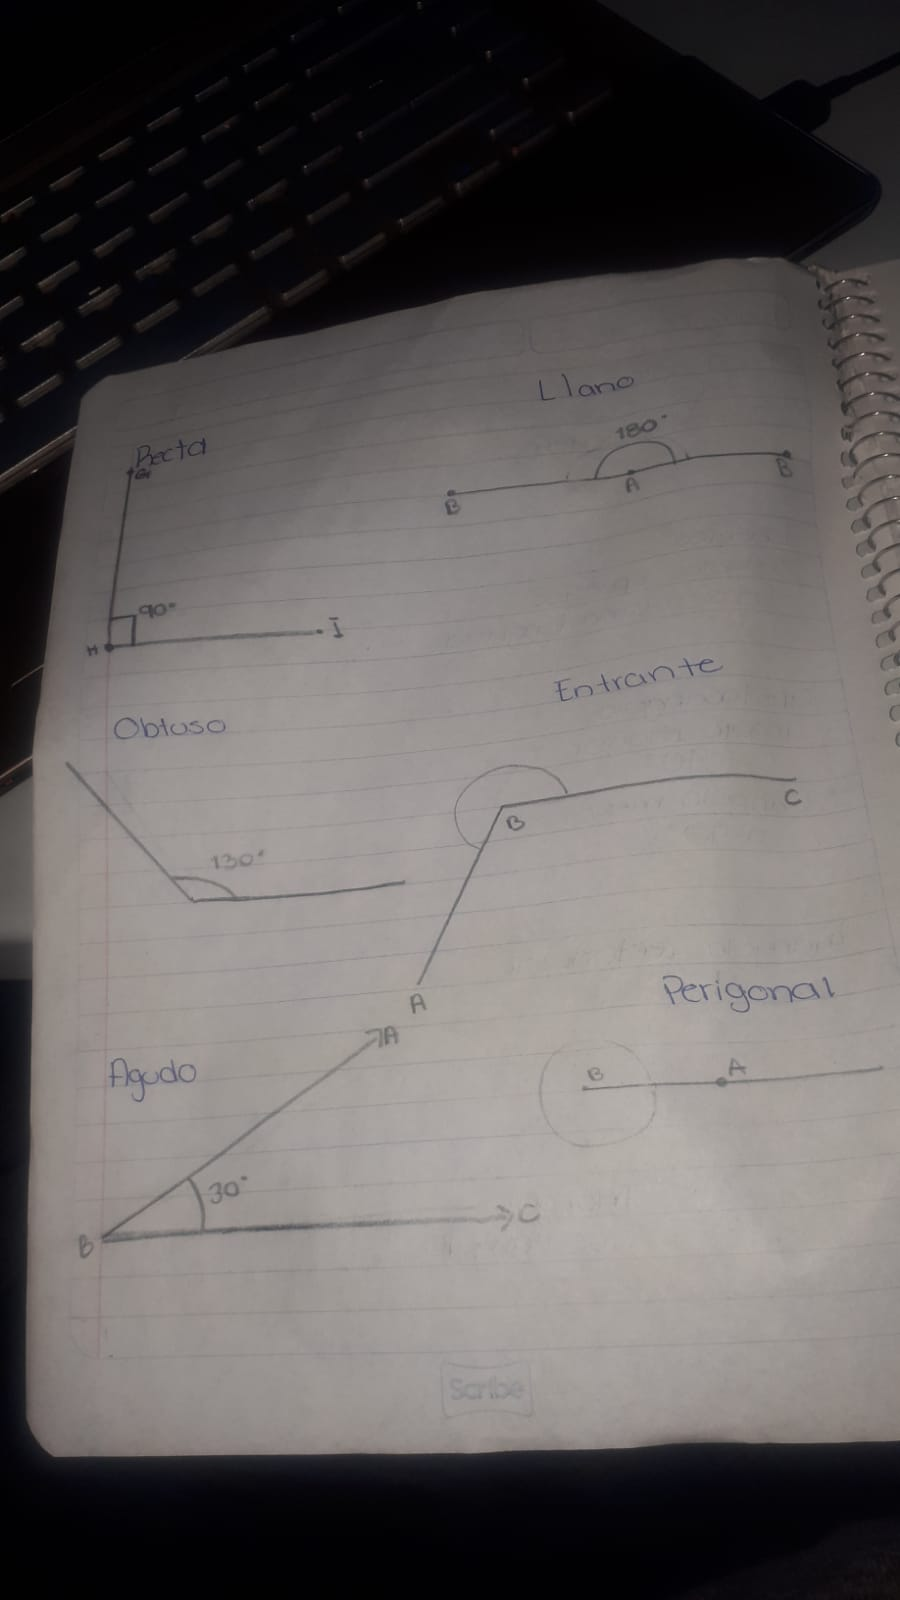 Llano
180°
B
A
B
Recta
G
90°
H
I
Entrante
B
C
A
Obtuso
130°
Perigonal
B
A
Agudo
A
30°
B
C
Scribe